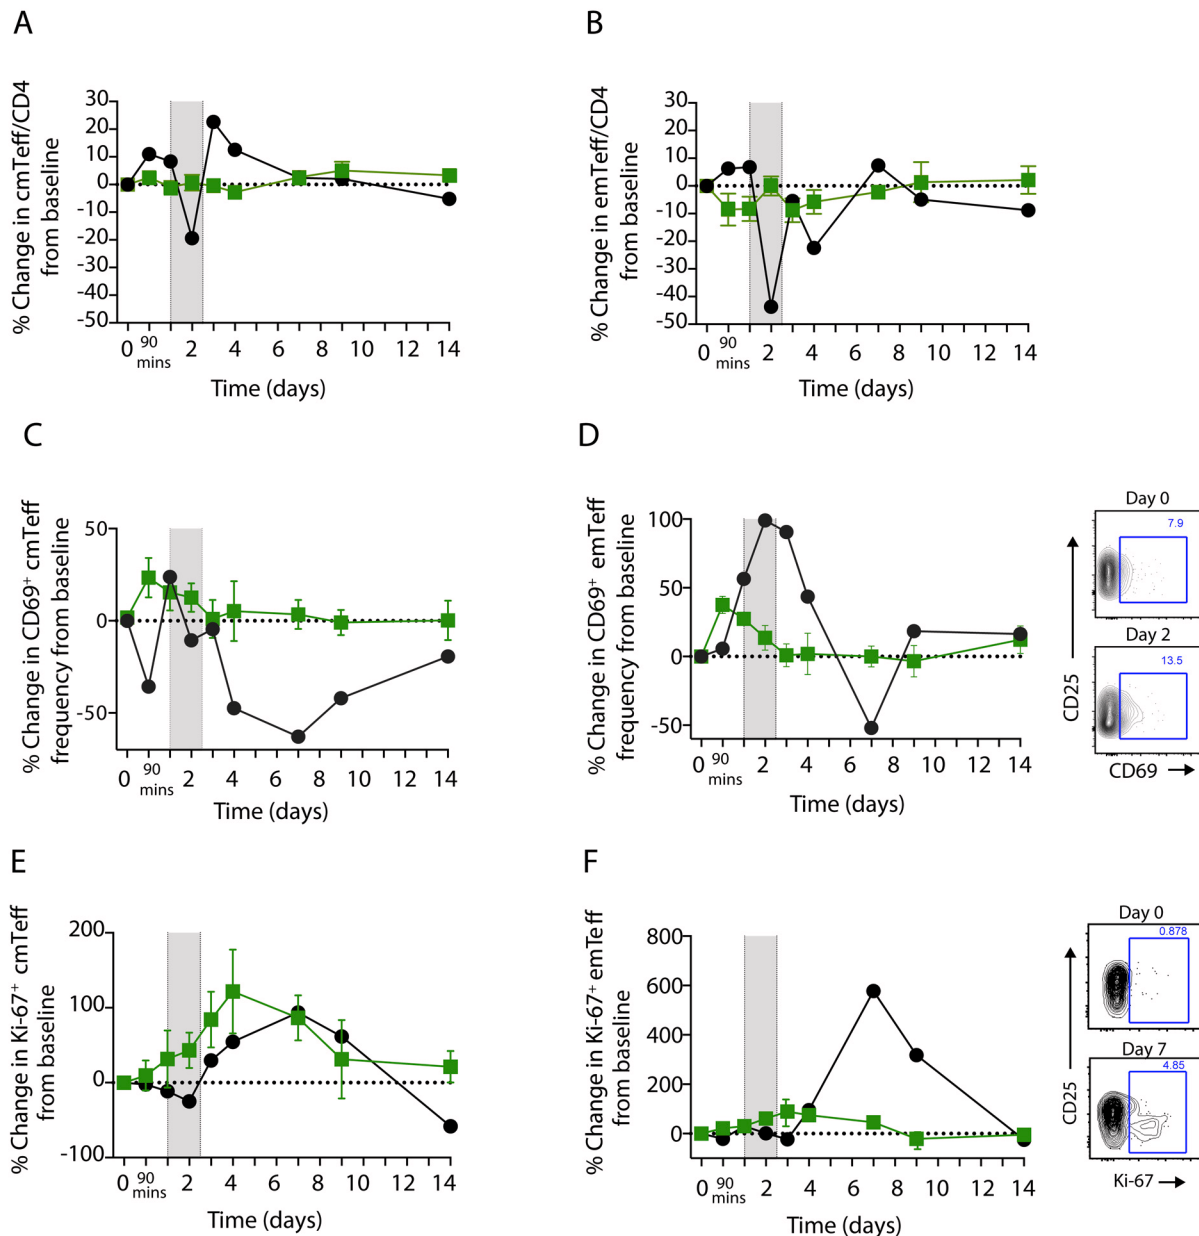 A
% Change in cmTeff/CD4
from baseline
30
20
10
0
-10
-20
-30
-40
-50
0 90 2 4 6 8 10 12 14
mins
Time (days)
B
% Change in emTeff/CD4
from baseline
30
20
10
0
-10
-20
-30
-40
-50
0 90 2 4 6 8 10 12 14
mins
Time (days)
C
% Change in CD69+ cmTeff
frequency from baseline
50
0
-50
0 90 2 4 6 8 10 12 14
mins
Time (days)
D
% Change in CD69+ emTeff
frequency from baseline
100
50
0
-50
0 90 2 4 6 8 10 12 14
mins
Time (days)
Day 0
7.9
Day 2
13.5
CD25
CD69
E
% Change in Ki-67+ cmTeff
from baseline
200
100
0
-100
0 90 2 4 6 8 10 12 14
mins
Time (days)
F
% Change in Ki-67+ emTeff
from baseline
800
600
400
200
0
0 90 2 4 6 8 10 12 14
mins
Time (days)
Day 0
0.878
Day 7
4.85
CD25
Ki-67